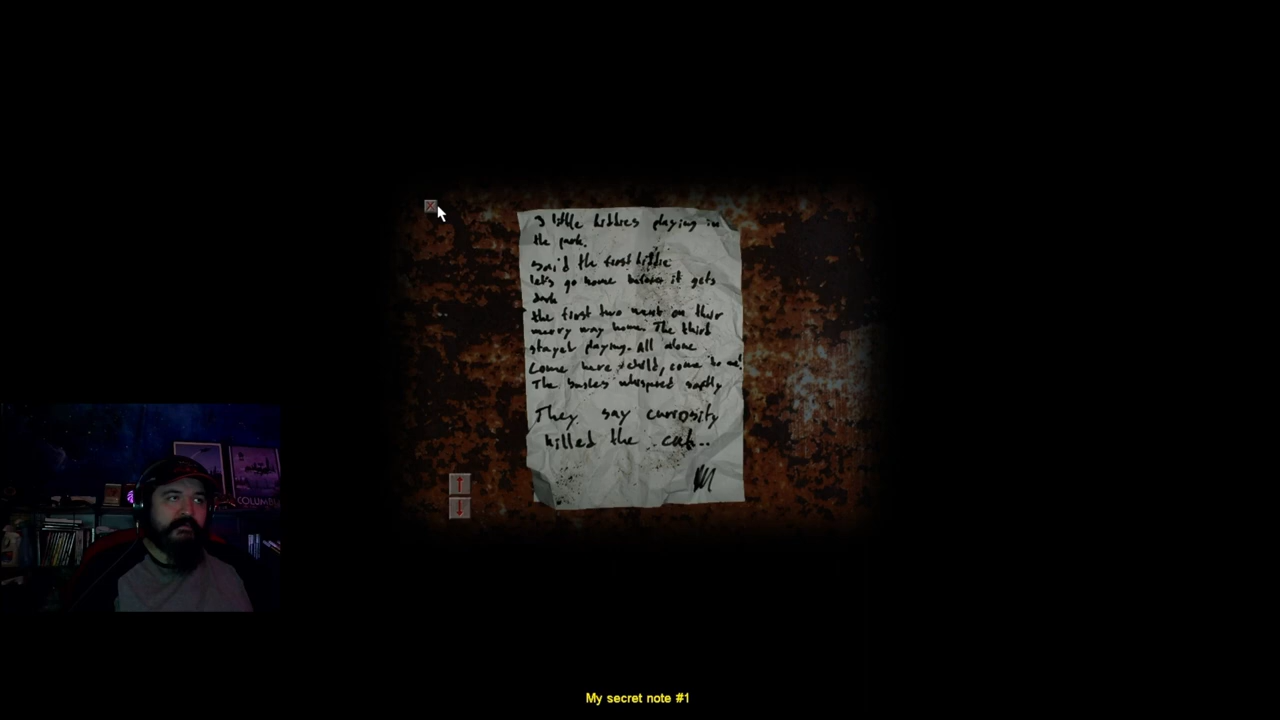 3 little kiddies playing in
the park.
Said the first kiddie
let's go home before it gets
dark
the first two went on their
merry way home. The third
stayed playing. All alone
Come here child, come to me!
The bushes whispered softly
They say curiosity
killed the cat...
COLUMBIA
My secret note #1